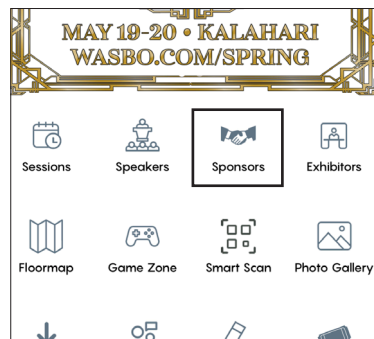 MAY 19-20 • KALAHARI
WASBO.COM/SPRING
Sessions Speakers Sponsors Exhibitors
Floormap Game Zone Smart Scan Photo Gallery